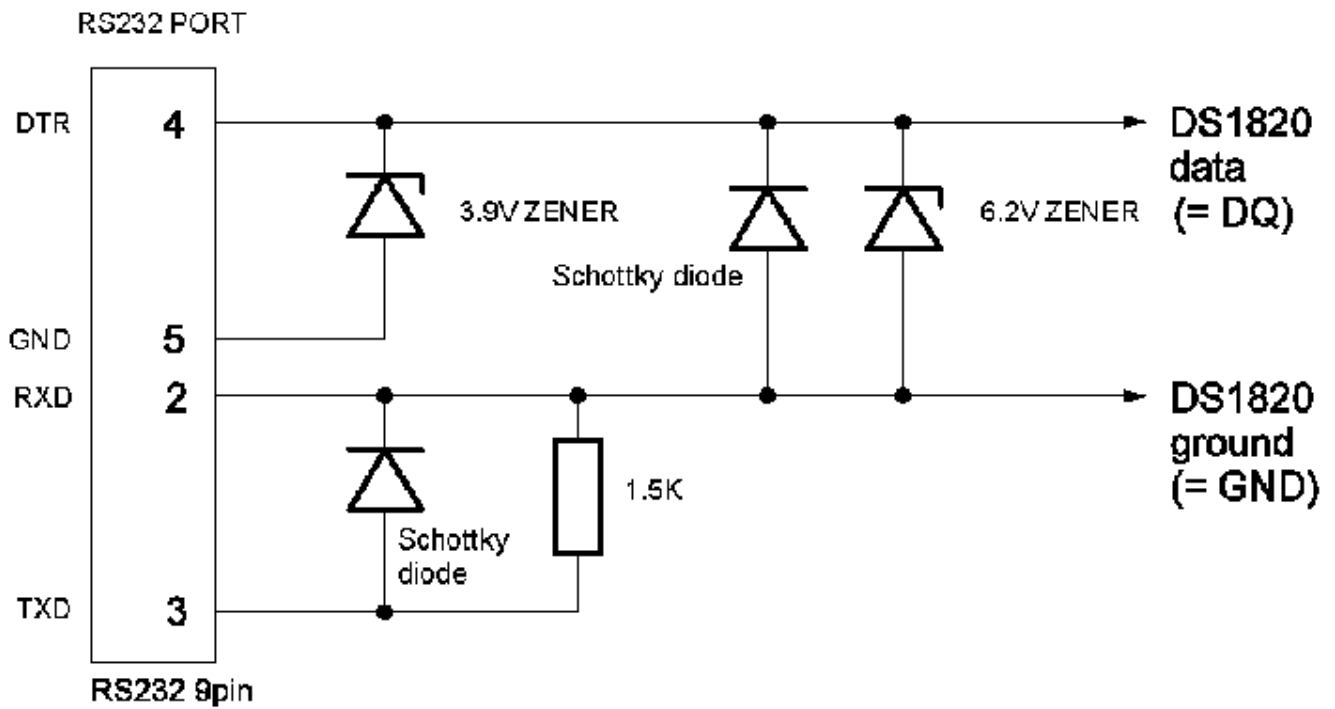 RS232 PORT
DTR
4
DS1820
data
(= DQ)
3.9V ZENER
6.2V ZENER
Schottky diode
GND
5
RXD
2
DS1820
ground
(= GND)
1.5K
Schottky
diode
TXD
3
RS232 9pin